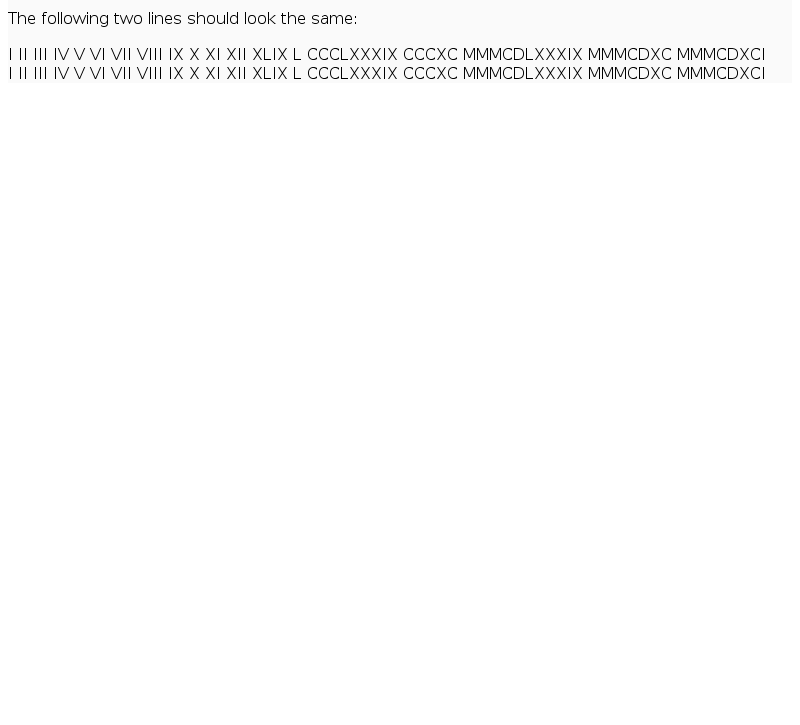 The following two lines should look the same:
I II III IV V VI VII VIII IX X XI XII XLIX L CCCLXXXIX CCCXC MMMCDLXXXIX MMMCDXC MMMCDXCI
I II III IV V VI VII VIII IX X XI XII XLIX L CCCLXXXIX CCCXC MMMCDLXXXIX MMMCDXC MMMCDXCI